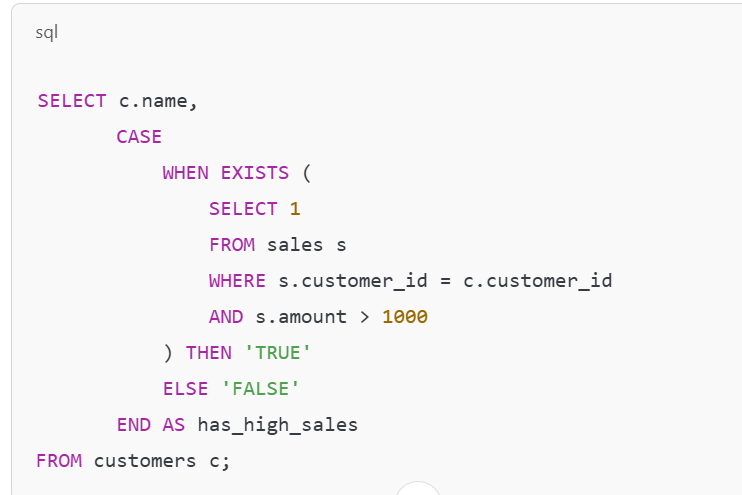 sql
SELECT c.name,
CASE
WHEN EXISTS (
SELECT 1
FROM sales s
WHERE s.customer_id = c.customer_id
AND s.amount > 1000
) THEN 'TRUE'
ELSE 'FALSE'
END AS has_high_sales
FROM customers c;